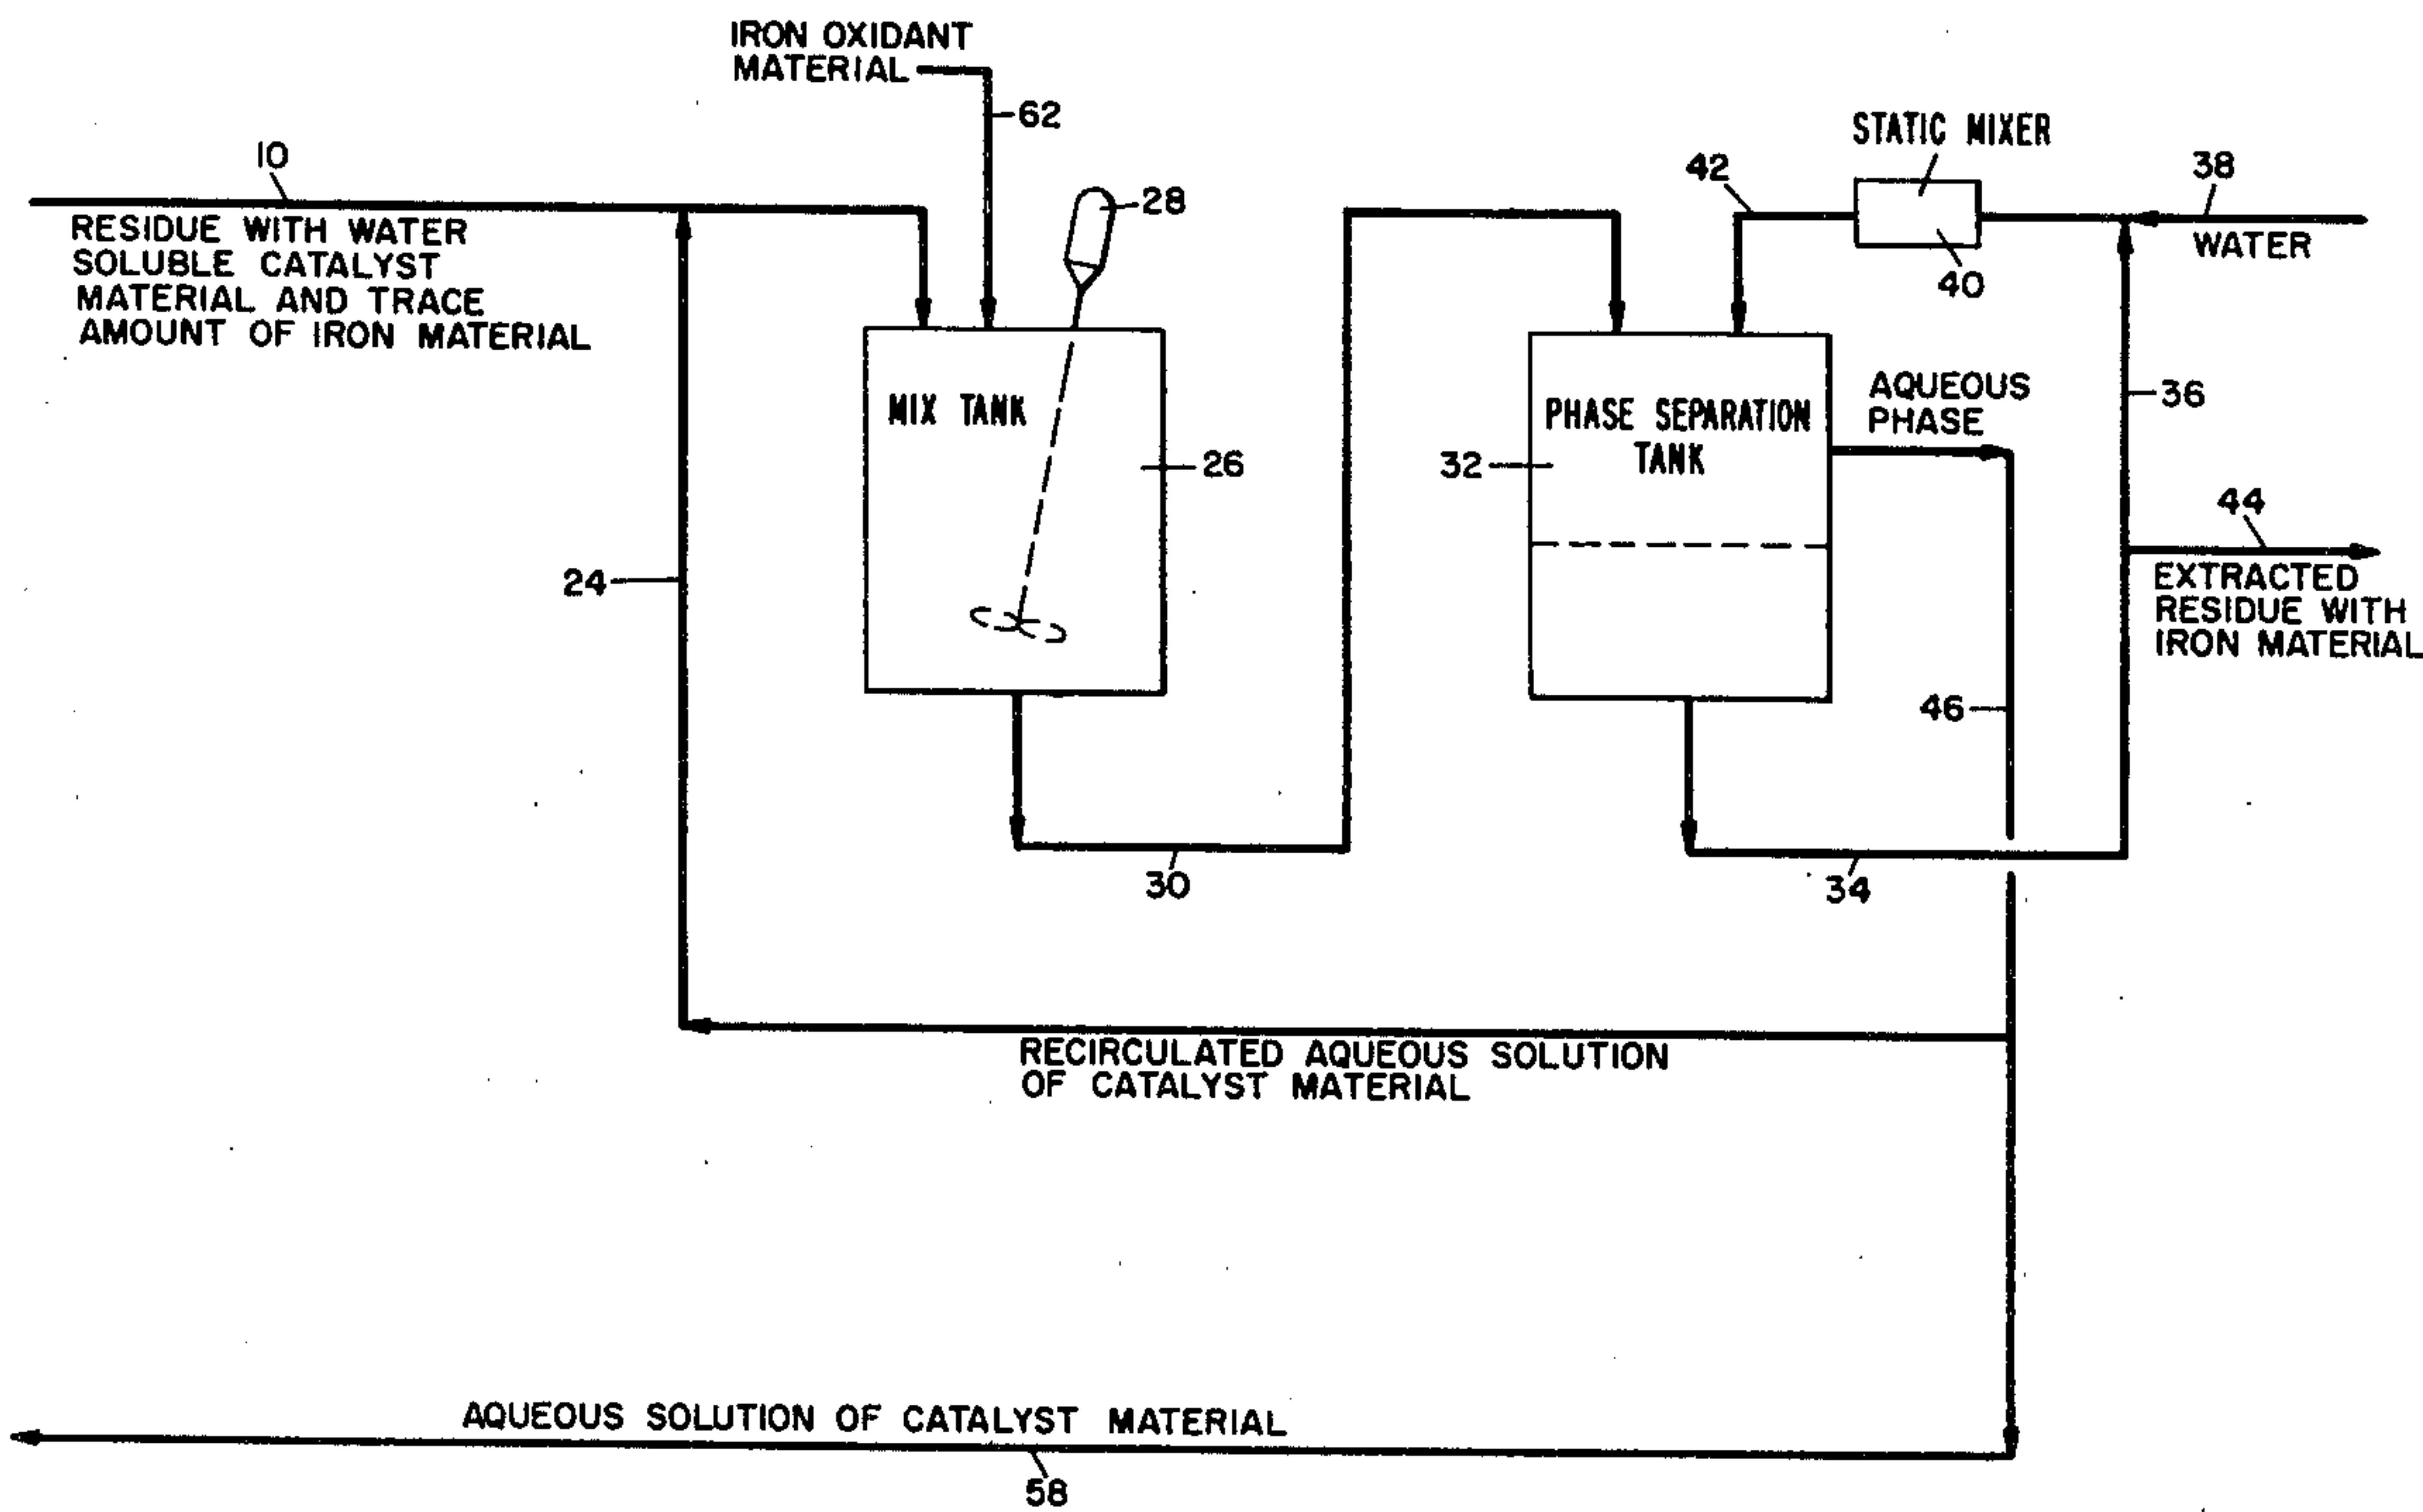 IRON OXIDANT
MATERIAL
62
10
RESIDUE WITH WATER
SOLUBLE CATALYST
MATERIAL AND TRACE
AMOUNT OF IRON MATERIAL
28
MIX TANK
26
24
30
STATIC MIXER
42
38
WATER
40
PHASE SEPARATION
TANK
32
AQUEOUS
PHASE
36
44
EXTRACTED
RESIDUE WITH
IRON MATERIAL
46
34
RECIRCULATED AQUEOUS SOLUTION
OF CATALYST MATERIAL
AQUEOUS SOLUTION OF CATALYST MATERIAL
58